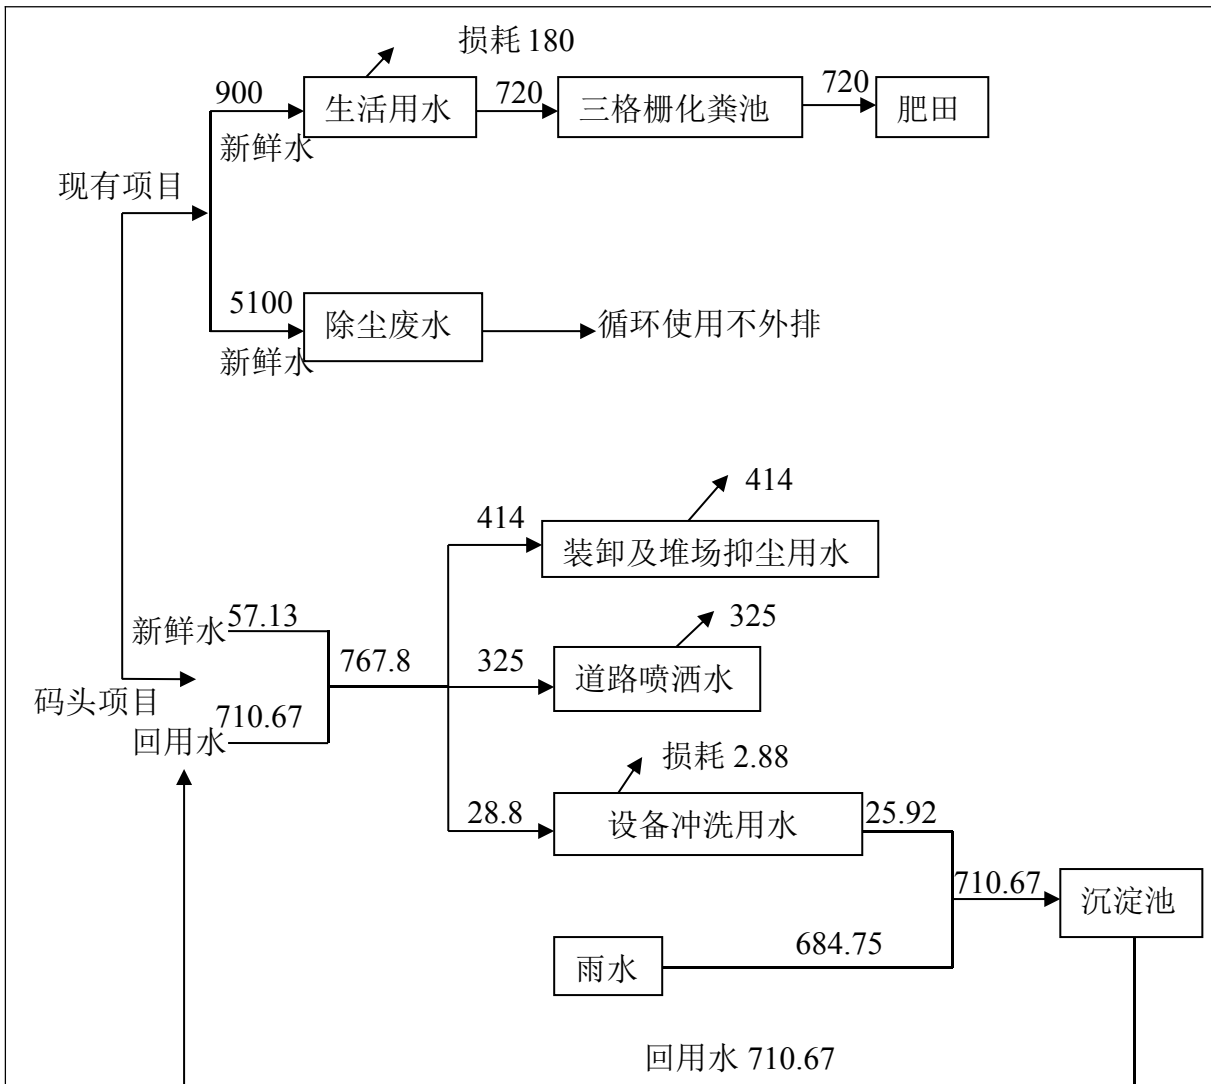 损耗 180
900
生活用水
720
三格栅化粪池
720
肥田
新鲜水
现有项目
5100
除尘废水
循环使用不外排
新鲜水
414
414
装卸及堆场抑尘用水
新鲜水
57.13
325
767.8
325
道路喷洒水
码头项目
710.67
回用水
损耗 2.88
28.8
设备冲洗用水
25.92
710.67
沉淀池
684.75
雨水
回用水 710.67